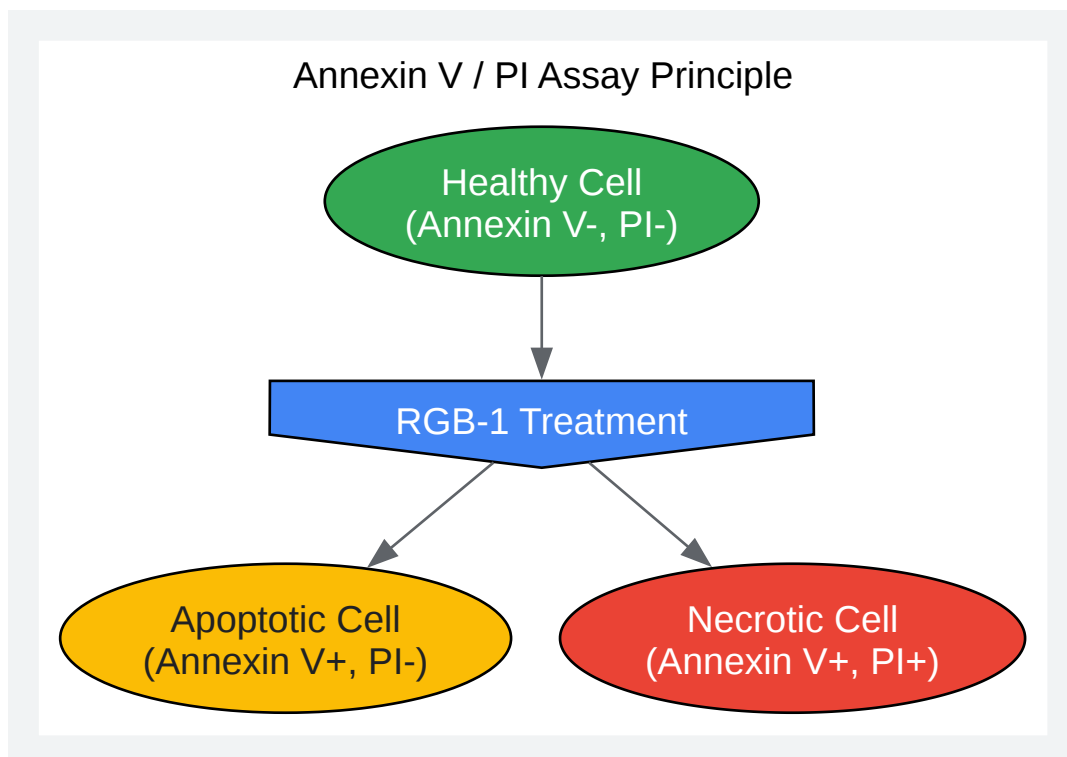 Annexin V / PI Assay Principle
Healthy Cell
(Annexin V-, PI-)
RGB-1 Treatment
Apoptotic Cell
(Annexin V+, PI-)
Necrotic Cell
(Annexin V+, PI+)